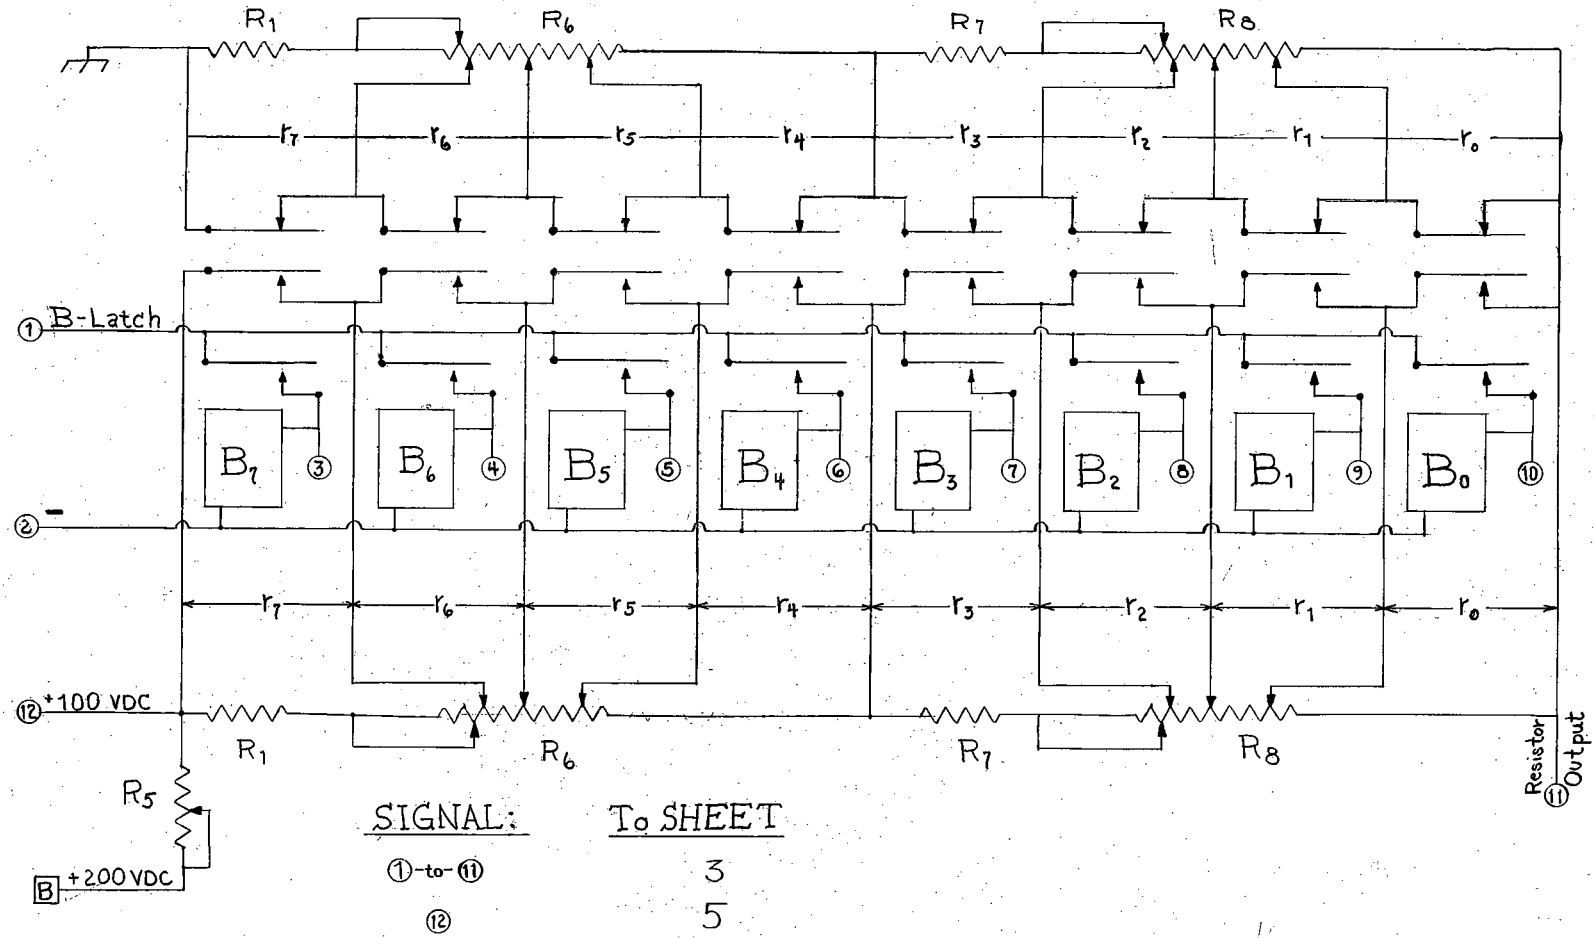 R1 R6 R7 R8
r7 r6 r5 r4 r3 r2 r1 r0
① B-Latch
B7 ③ B6 ④ B5 ⑤ B4 ⑥ B3 ⑦ B2 ⑧ B1 ⑨ B0 ⑩
② -
r7 r6 r5 r4 r3 r2 r1 r0
⑫ +100 VDC
R1 R6 R7 R8
Resistor
Output
⑪
R5
SIGNAL: To SHEET
①-to-⑪ 3
B +200 VDC
⑫ 5